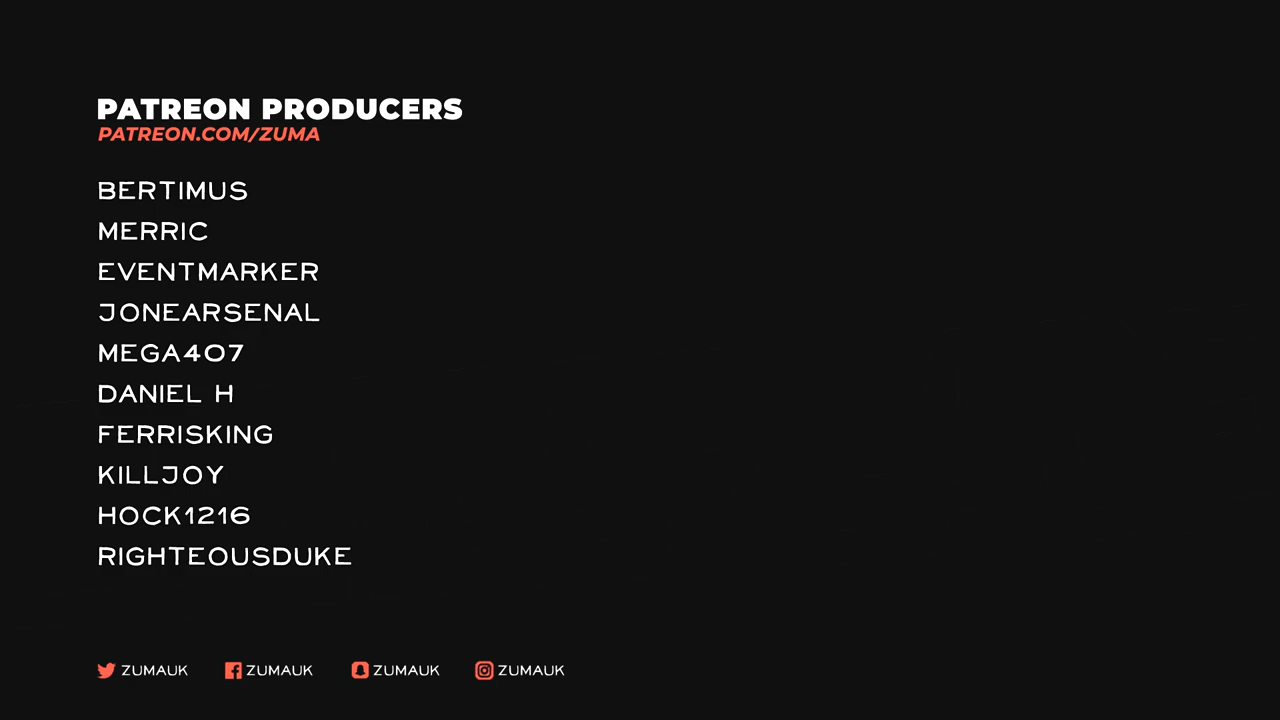 PATREON PRODUCERS
PATREON.COM/ZUMA
BERTIMUS
MERRIC
EVENTMARKER
JONEARSENAL
MEGA407
DANIEL H
FERRISKING
KILLJOY
HOCK1216
RIGHTEOUSDUKE
ZUMAUK ZUMAUK ZUMAUK ZUMAUK